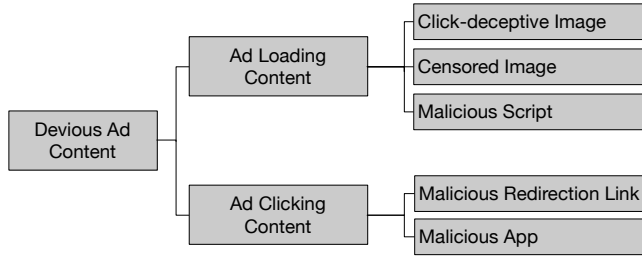 Devious Ad
Content
Ad Loading
Content
Click-deceptive Image
Censored Image
Malicious Script
Ad Clicking
Content
Malicious Redirection Link
Malicious App